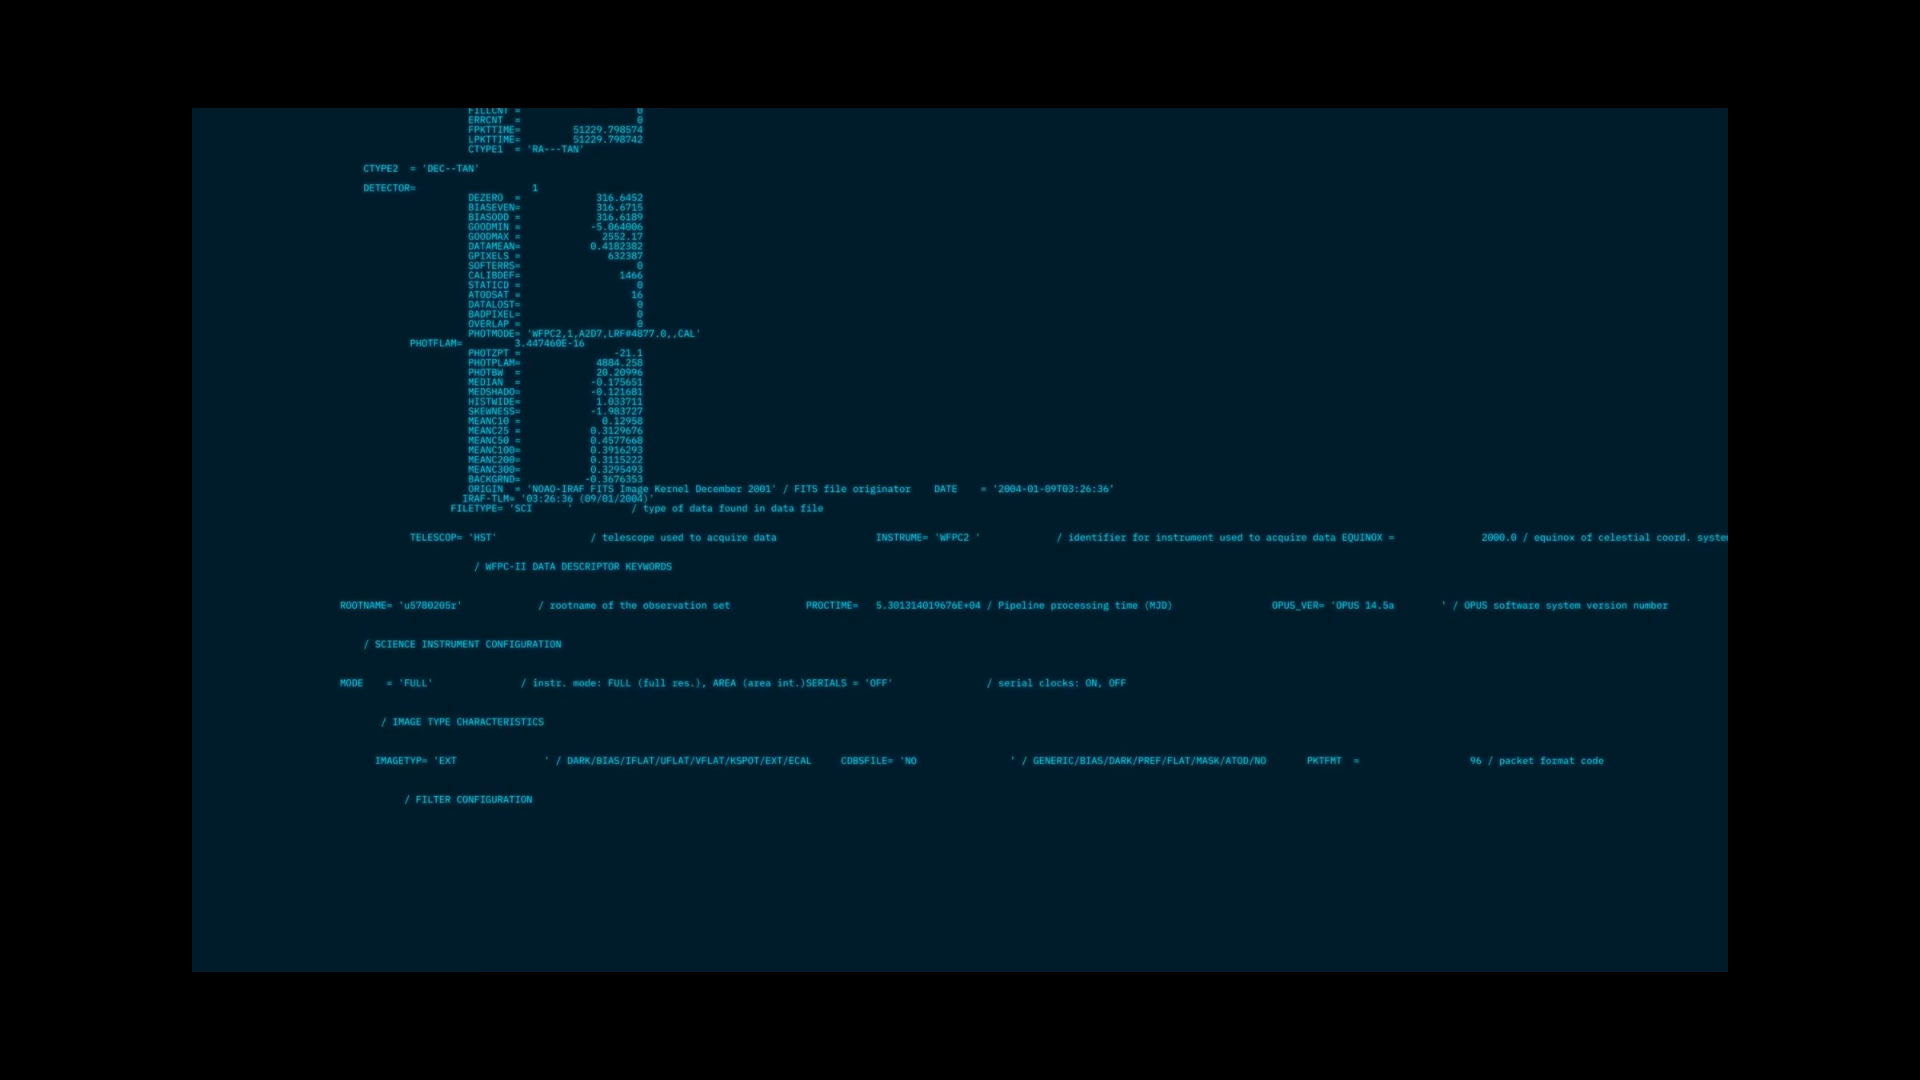 FILLCNT = 0
ERRCNT = 0
FPKTTIME= 51229.798574
LPKTTIME= 51229.798742
CTYPE1 = 'RA---TAN'
CTYPE2 = 'DEC--TAN'
DETECTOR= 1
DEZERO = 316.6452
BIASEVEN= 316.6715
BIASODD = 316.6189
GOODMIN = -5.064006
GOODMAX = 2552.17
DATAMEAN= 0.4182382
GPIXELS = 632387
SOFTERRS= 0
CALIBDEF= 1466
STATICD = 0
ATODSAT = 16
DATALOST= 0
BADPIXEL= 0
OVERLAP = 0
PHOTMODE= 'WFPC2,1,A2D7,LRF#4877.0,,CAL'
PHOTFLAM= 3.447460E-16
PHOTZPT = -21.1
PHOTPLAM= 4884.258
PHOTBW = 20.20996
MEDIAN = -0.175651
MEDSHADO= -0.121681
HISTWIDE= 1.033711
SKEWNESS= -1.983727
MEANC10 = 0.12958
MEANC25 = 0.3129676
MEANC50 = 0.4577668
MEANC100= 0.3916293
MEANC200= 0.3115222
MEANC300= 0.3295493
BACKGRND= -0.3676353
ORIGIN = 'NOAO-IRAF FITS Image Kernel December 2001' / FITS file originator DATE = '2004-01-09T03:26:36'
IRAF-TLM= '03:26:36 (09/01/2004)'
FILETYPE= 'SCI ' / type of data found in data file
TELESCOP= 'HST' / telescope used to acquire data INSTRUME= 'WFPC2 ' / identifier for instrument used to acquire data EQUINOX = 2000.0 / equinox of celestial coord. system
/ WFPC-II DATA DESCRIPTOR KEYWORDS
ROOTNAME= 'u5780205r' / rootname of the observation set PROCTIME= 5.301314019676E+04 / Pipeline processing time (MJD) OPUS_VER= 'OPUS 14.5a ' / OPUS software system version number
/ SCIENCE INSTRUMENT CONFIGURATION
MODE = 'FULL' / instr. mode: FULL (full res.), AREA (area int.)SERIALS = 'OFF' / serial clocks: ON, OFF
/ IMAGE TYPE CHARACTERISTICS
IMAGETYP= 'EXT ' / DARK/BIAS/IFLAT/UFLAT/VFLAT/KSPOT/EXT/ECAL CDBSFILE= 'NO ' / GENERIC/BIAS/DARK/PREF/FLAT/MASK/ATOD/NO PKTFMT = 96 / packet format code
/ FILTER CONFIGURATION